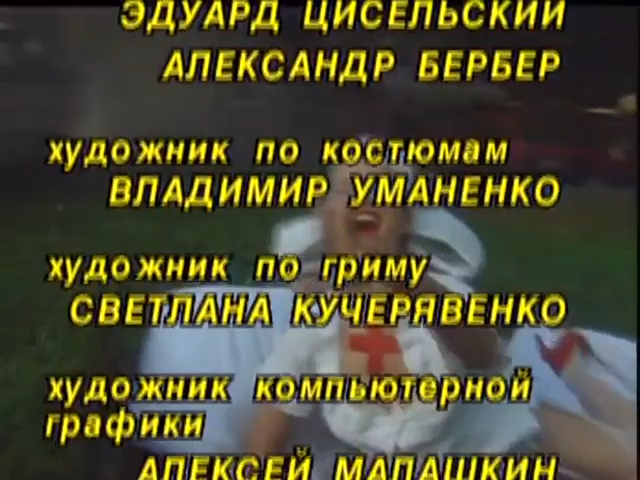 ЭДУАРД ЦИСЕЛЬСКИЙ
АЛЕКСАНДР БЕРБЕР
художник по костюмам
ВЛАДИМИР УМАНЕНКО
художник по гриму
СВЕТЛАНА КУЧЕРЯВЕНКО
художник компьютерной
графики
АЛЕКСЕЙ МАЛАШКИН